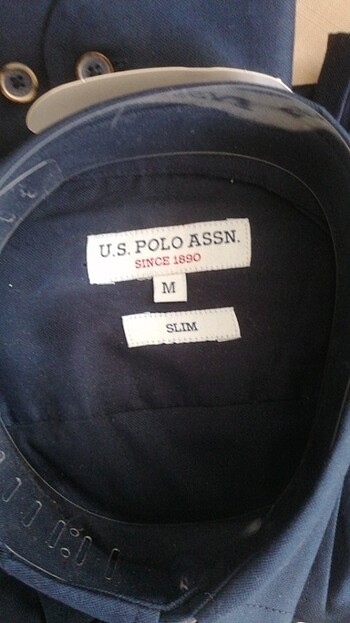 U.S. POLO ASSN.
SINCE 1890
M
SLIM